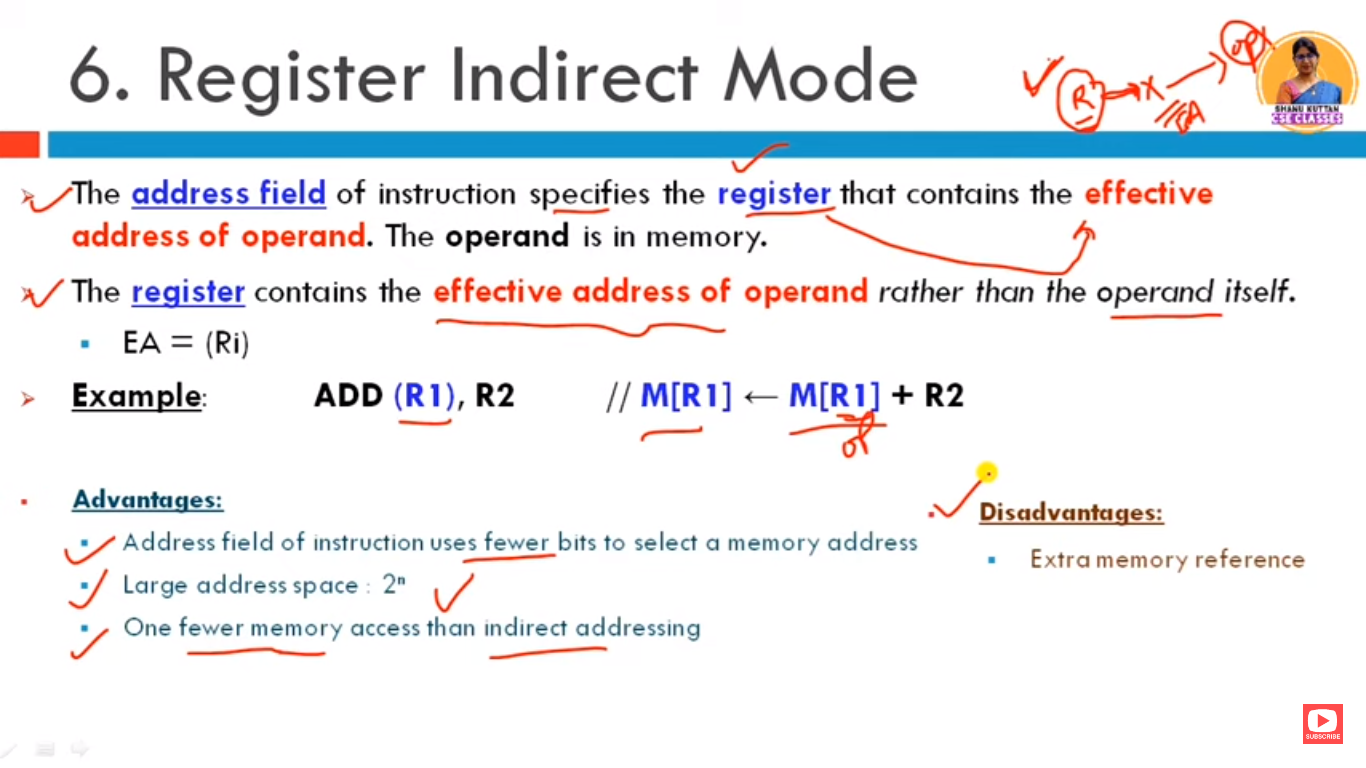 6. Register Indirect Mode
R
X
EA
SHANU KUTTAN
CSE CLASSES
The address field of instruction specifies the register that contains the effective
address of operand. The operand is in memory.
The register contains the effective address of operand rather than the operand itself.
EA = (Ri)
Example: ADD (R1), R2 // M[R1] ← M[R1] + R2
Advantages:
Address field of instruction uses fewer bits to select a memory address
Large address space : 2ⁿ
One fewer memory access than indirect addressing
Disadvantages:
Extra memory reference
SUBSCRIBE